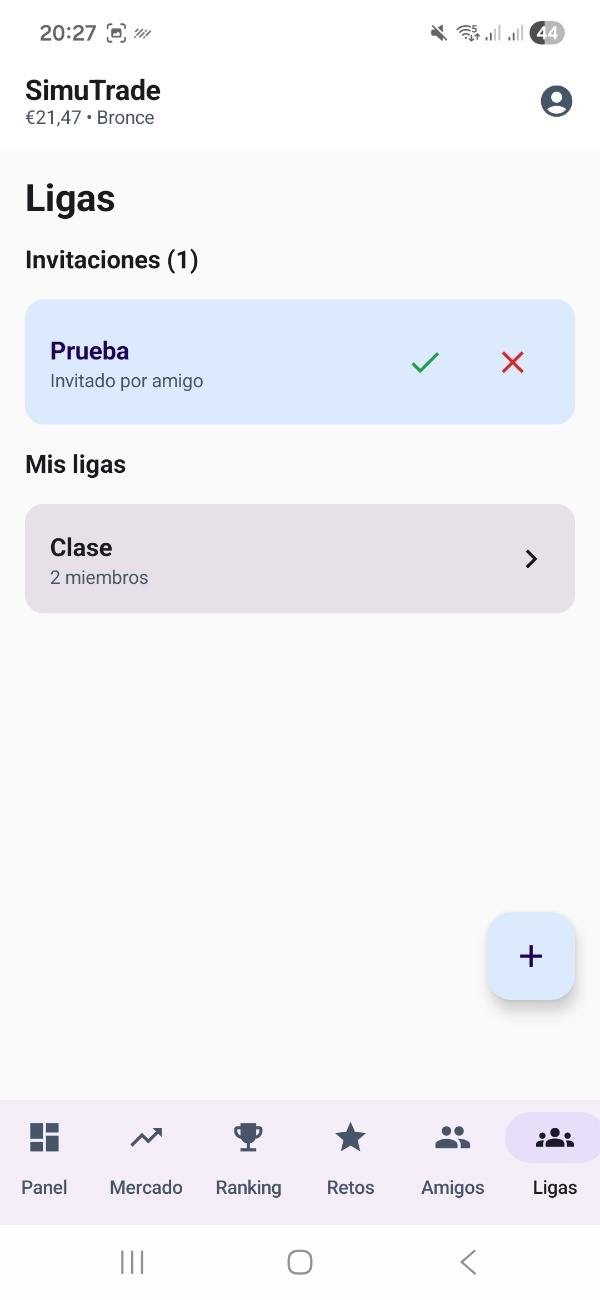 20:27
44
SimuTrade
€21,47 • Bronce
Ligas
Invitaciones (1)
Prueba
Invitado por amigo
Mis ligas
Clase
2 miembros
Panel
Mercado
Ranking
Retos
Amigos
Ligas